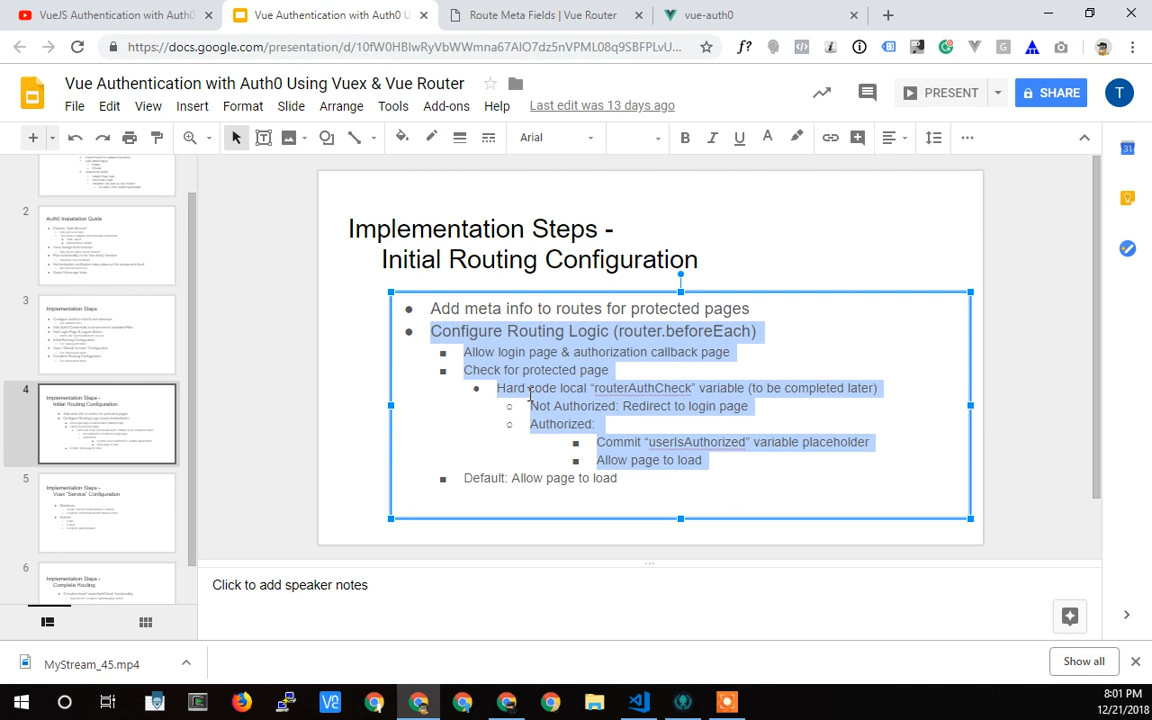 VueJS Authentication with Auth0
Vue Authentication with Auth0 U
Route Meta Fields | Vue Router
vue-auth0
https://docs.google.com/presentation/d/10fW0HBlwRyVbWWmna67AlO7dz5nVPML08q9SBFPLvU...
Vue Authentication with Auth0 Using Vuex & Vue Router
File Edit View Insert Format Slide Arrange Tools Add-ons Help Last edit was 13 days ago
PRESENT
SHARE
T
Arial
31
2
Auth0 Installation Guide
3
Implementation Steps
4
Implementation Steps -
Initial Routing Configuration
5
Implementation Steps -
Vuex "Service" Configuration
6
Implementation Steps -
Complete Routing
Implementation Steps -
Initial Routing Configuration
Add meta info to routes for protected pages
Configure Routing Logic (router.beforeEach)
Allow login page & authorization callback page
Check for protected page
Hard code local “routerAuthCheck” variable (to be completed later)
Not Authorized: Redirect to login page
Authorized:
Commit “userIsAuthorized” variable placeholder
Allow page to load
Default: Allow page to load
Click to add speaker notes
MyStream_45.mp4
Show all
8:01 PM
12/21/2018